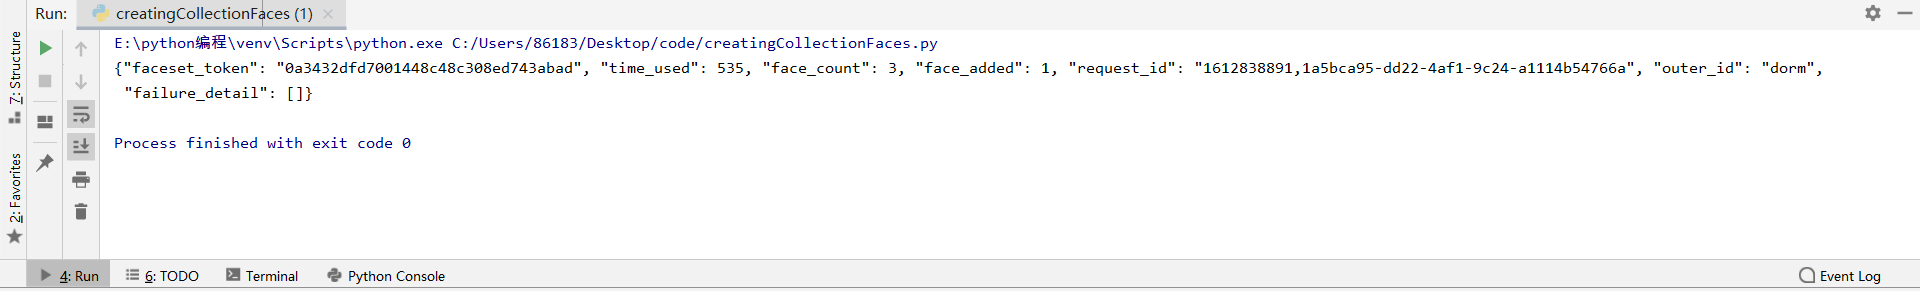 Run:
creatingCollectionFaces (1)
E:\python编程\venv\Scripts\python.exe C:/Users/86183/Desktop/code/creatingCollectionFaces.py
{"faceset_token": "0a3432dfd7001448c48c308ed743abad", "time_used": 535, "face_count": 3, "face_added": 1, "request_id": "1612838891,1a5bca95-dd22-4af1-9c24-a1114b54766a", "outer_id": "dorm",
"failure_detail": []}
Process finished with exit code 0
7: Structure
2: Favorites
4: Run
6: TODO
Terminal
Python Console
Event Log